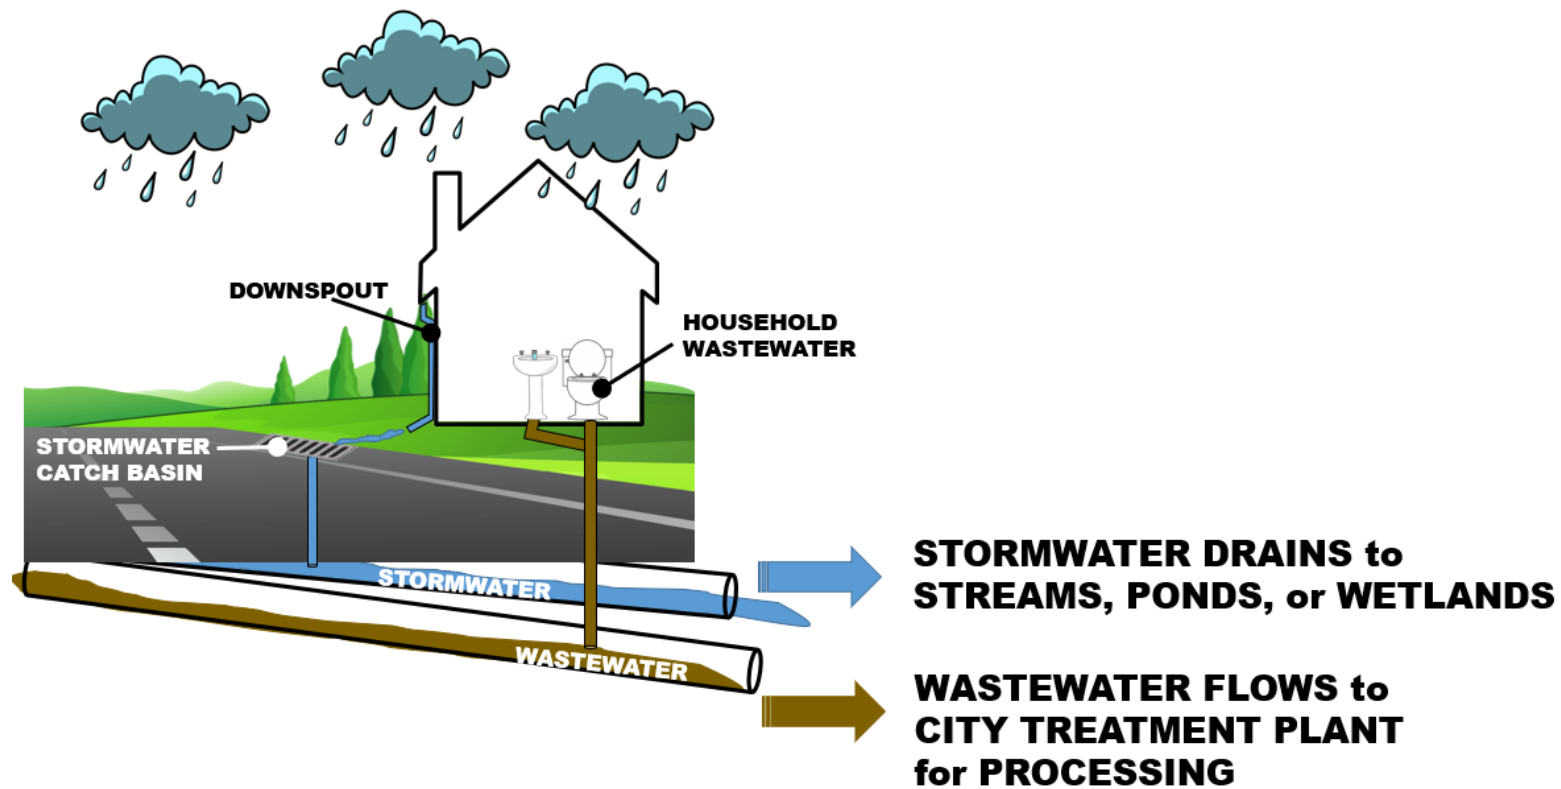 DOWNSPOUT
HOUSEHOLD
WASTEWATER
STORMWATER
CATCH BASIN
STORMWATER
WASTEWATER
STORMWATER DRAINS to
STREAMS, PONDS, or WETLANDS
WASTEWATER FLOWS to
CITY TREATMENT PLANT
for PROCESSING